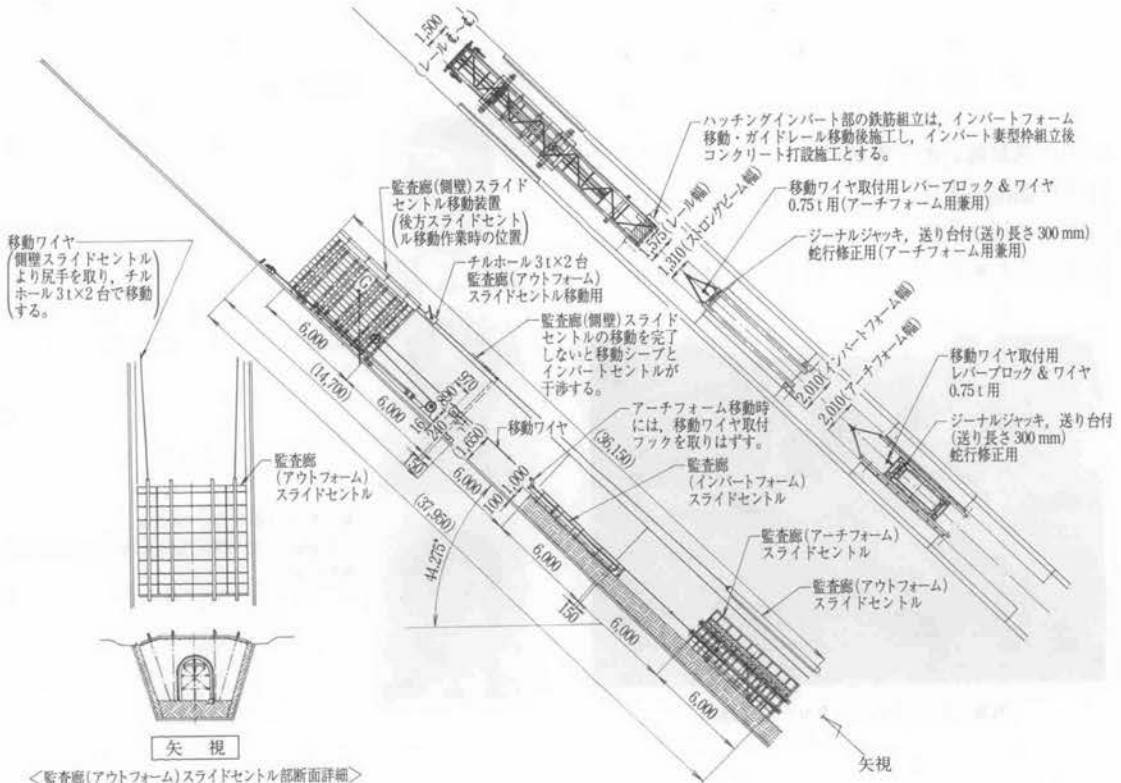 1,500
(レール℄~℄)
ハッチングインバート部の鉄筋組立は，インバートフォーム
移動・ガイドレール移動後施工し，インバート妻型枠組立後
コンクリート打設施工とする。
監査廊(側壁)スライド
セントル移動装置
(後方スライドセント
ル移動作業時の位置)
1,575(レール幅)
1,310(ストロングビーム幅)
移動ワイヤ取付用レバーブロック＆ワイヤ
0.75t用(アーチフォーム用兼用)
ジーナルジャッキ，送り台付(送り長さ300mm)
蛇行修正用(アーチフォーム用兼用)
移動ワイヤ
(側壁スライドセントル
より尻手を取り，チル
ホール3t×2台で移動
する。)
チルホール3t×2台
監査廊(アウトフォーム)
スライドセントル移動用
監査廊(側壁)スライド
セントルの移動を完了
しないと移動シーブと
インバートセントルが
干渉する。
2,010(インバートフォーム幅)
2,010(アーチフォーム幅)
移動ワイヤ取付用
レバーブロック＆ワイヤ
0.75t用
ジーナルジャッキ，送り台付
(送り長さ300mm)
蛇行修正用
6,000
(14,700)
6,000
890
970
240
150
(1,650)
移動ワイヤ
アーチフォーム移動時
には，移動ワイヤ取付
フックを取りはずす。
(36,150)
監査廊
(アウトフォーム)
スライドセントル
6,000
100
1,000
監査廊
(インバートフォーム)
スライドセントル
(37,950)
44.275°
6,000
150
監査廊(アーチフォーム)
スライドセントル
監査廊(アウトフォーム)
スライドセントル
6,000
6,000
矢視
矢視
<監査廊(アウトフォーム)スライドセントル部断面詳細>